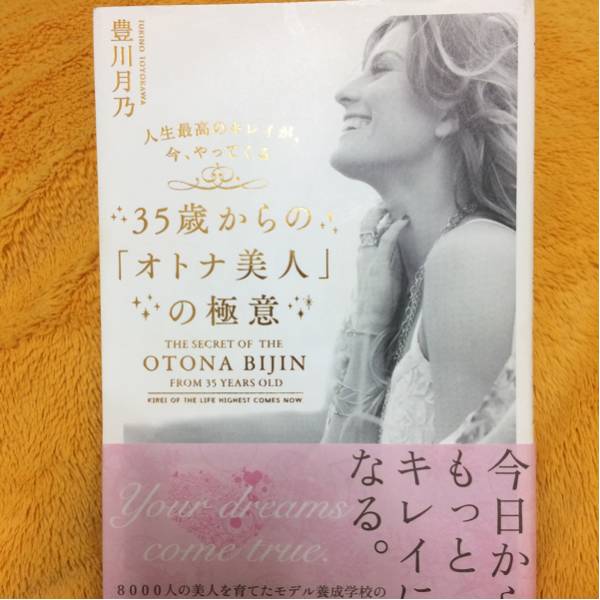 豊川月乃
TUKINO TOYOKAWA
人生最高のキレイが、
今、やってくる
35歳からの
「オトナ美人」
の極意
THE SECRET OF THE
OTONA BIJIN
FROM 35 YEARS OLD
KIREI OF THE LIFE HIGHEST COMES NOW
今日から
もっと
キレイに
なる。
Your dreams
come true.
8000人の美人を育てたモデル養成学校の